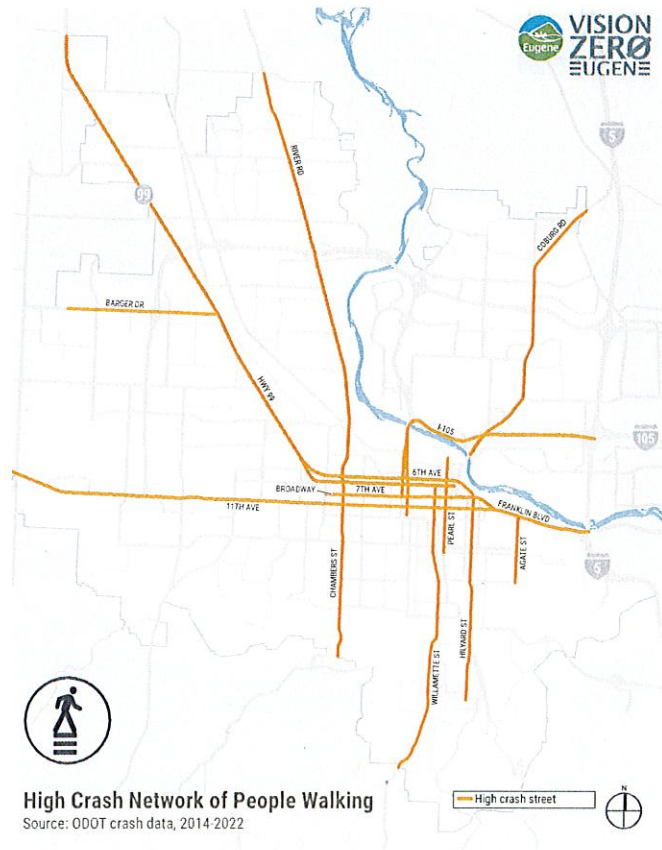 Eugene
VISION
ZERØ
EUGENE
5
99
RIVER RD
COBURG RD
BARGER DR
HWY 99
I-105
105
6TH AVE
BROADWAY
7TH AVE
11TH AVE
FRANKLIN BLVD
PEARL ST
AGATE ST
5
CHAMBERS ST
HILYARD ST
WILLAMETTE ST
High Crash Network of People Walking
Source: ODOT crash data, 2014-2022
High crash street
N